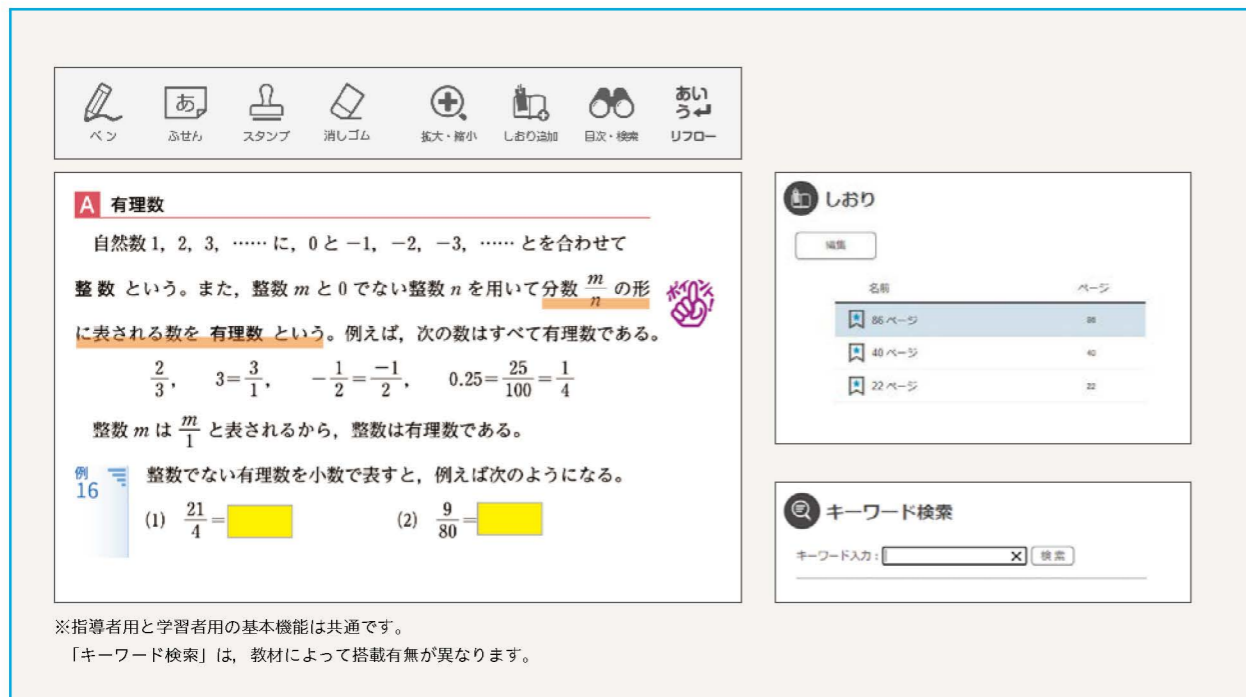 ペン
ふせん
スタンプ
消しゴム
拡大・縮小
しおり追加
目次・検索
リフロー
あ
あい
う↵
A 有理数
自然数 1, 2, 3, …… に, 0 と −1, −2, −3, …… とを合わせて
整数 という。また, 整数 m と 0 でない整数 n を用いて分数 m/n の形
に表される数を 有理数 という。例えば, 次の数はすべて有理数である。
ポイント!
2/3, 3=3/1, −1/2=−1/2, 0.25=25/100=1/4
整数 m は m/1 と表されるから, 整数は有理数である。
例 16 整数でない有理数を小数で表すと, 例えば次のようになる。
(1) 21/4= (2) 9/80=
しおり
編集
名前 ページ
86 ページ 86
40 ページ 40
22 ページ 22
キーワード検索
キーワード入力: × 検索
※指導者用と学習者用の基本機能は共通です。
「キーワード検索」は, 教材によって搭載有無が異なります。